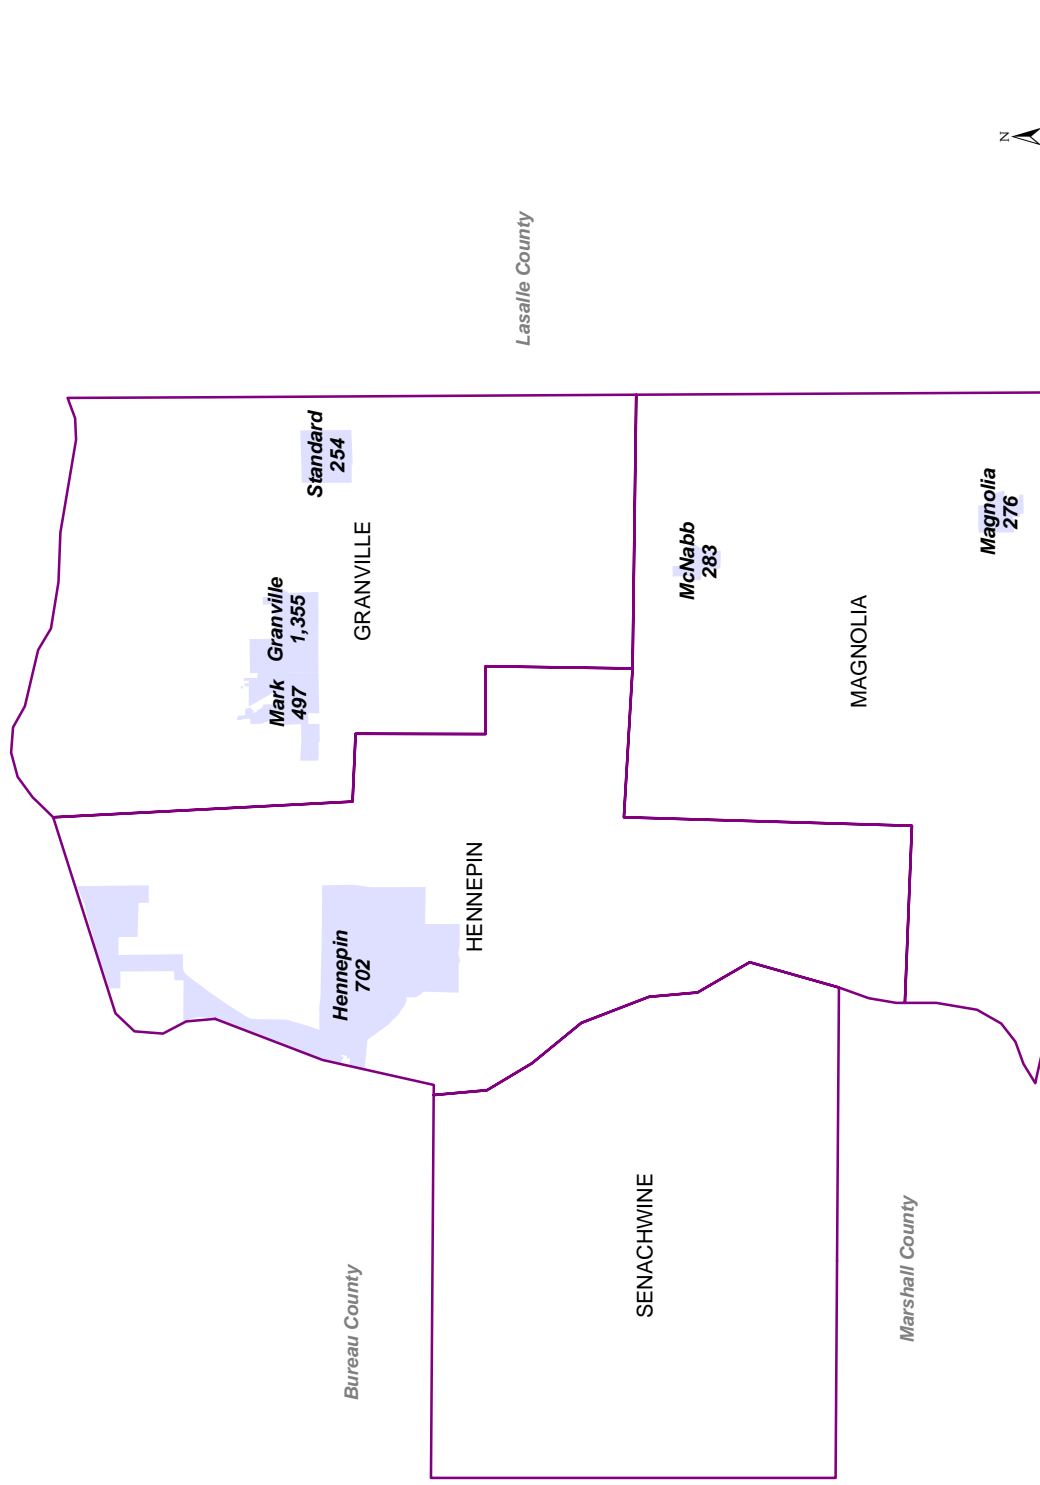 N
Lasalle County
Standard
254
Granville
1,355
GRANVILLE
Mark
497
McNabb
283
Magnolia
276
MAGNOLIA
HENNEPIN
Hennepin
702
SENACHWINE
Bureau County
Marshall County